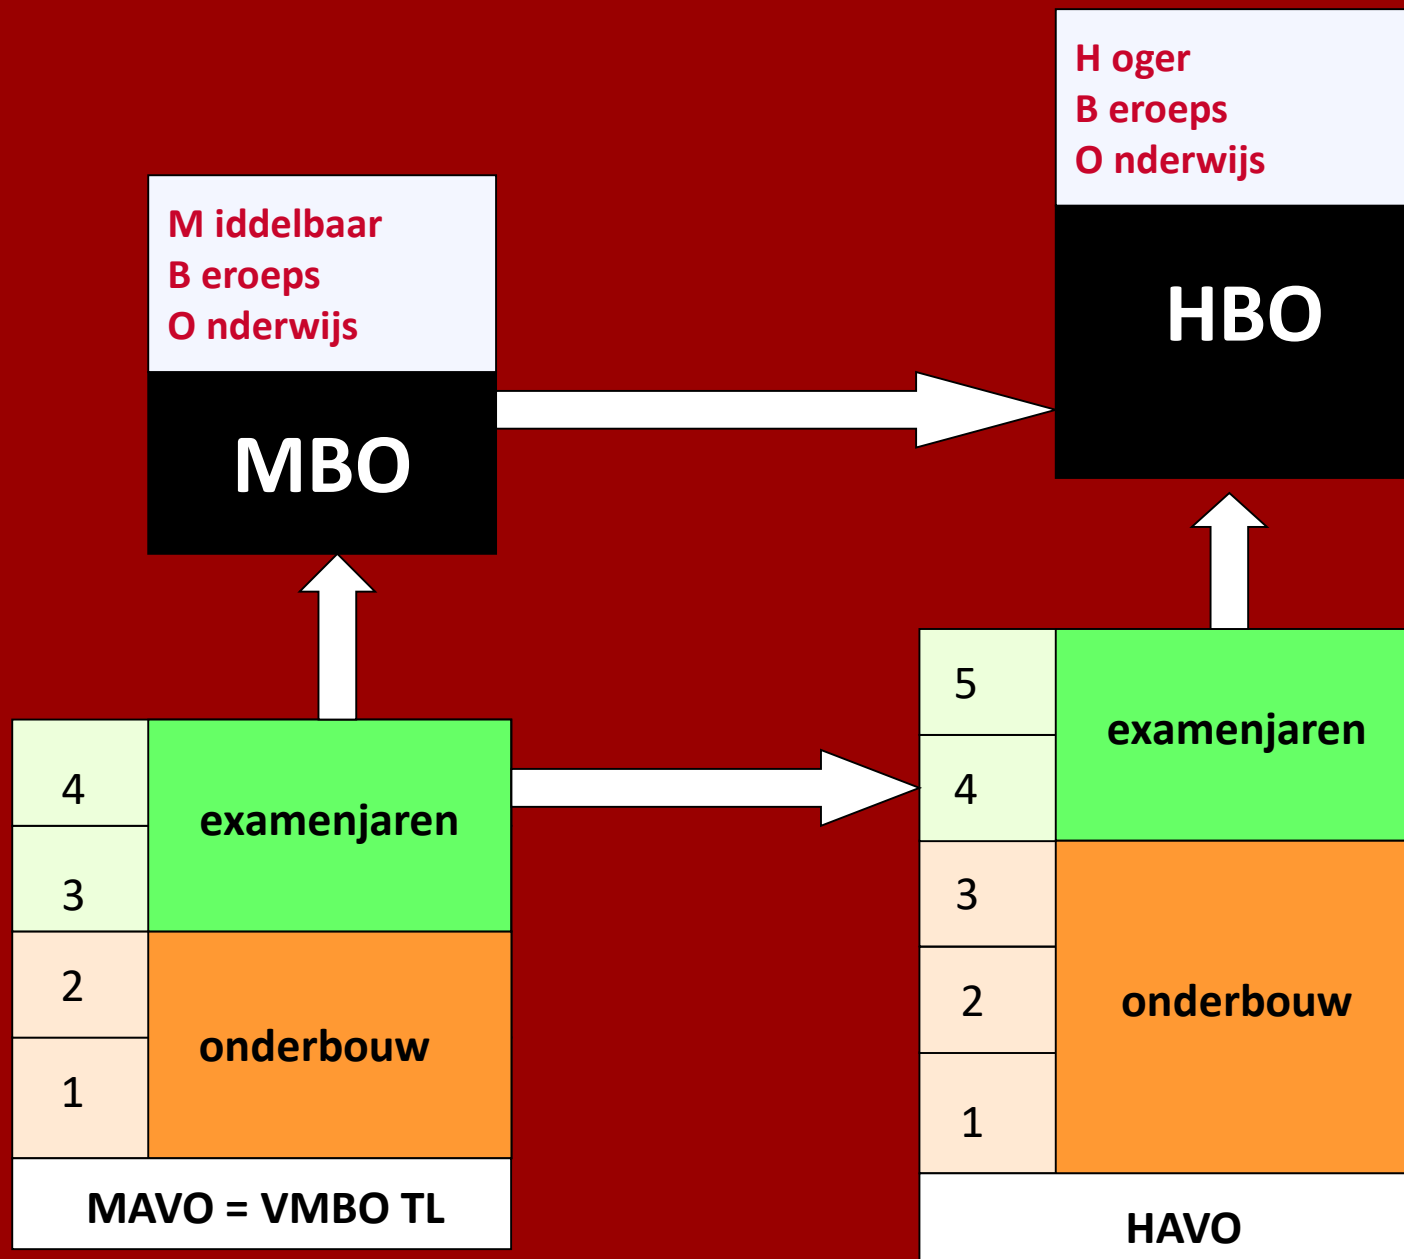 M iddelbaar
B eroeps
O nderwijs
MBO
H oger
B eroeps
O nderwijs
HBO
4
examenjaren
3
2
onderbouw
1
MAVO = VMBO TL
5
examenjaren
4
3
2
onderbouw
1
HAVO